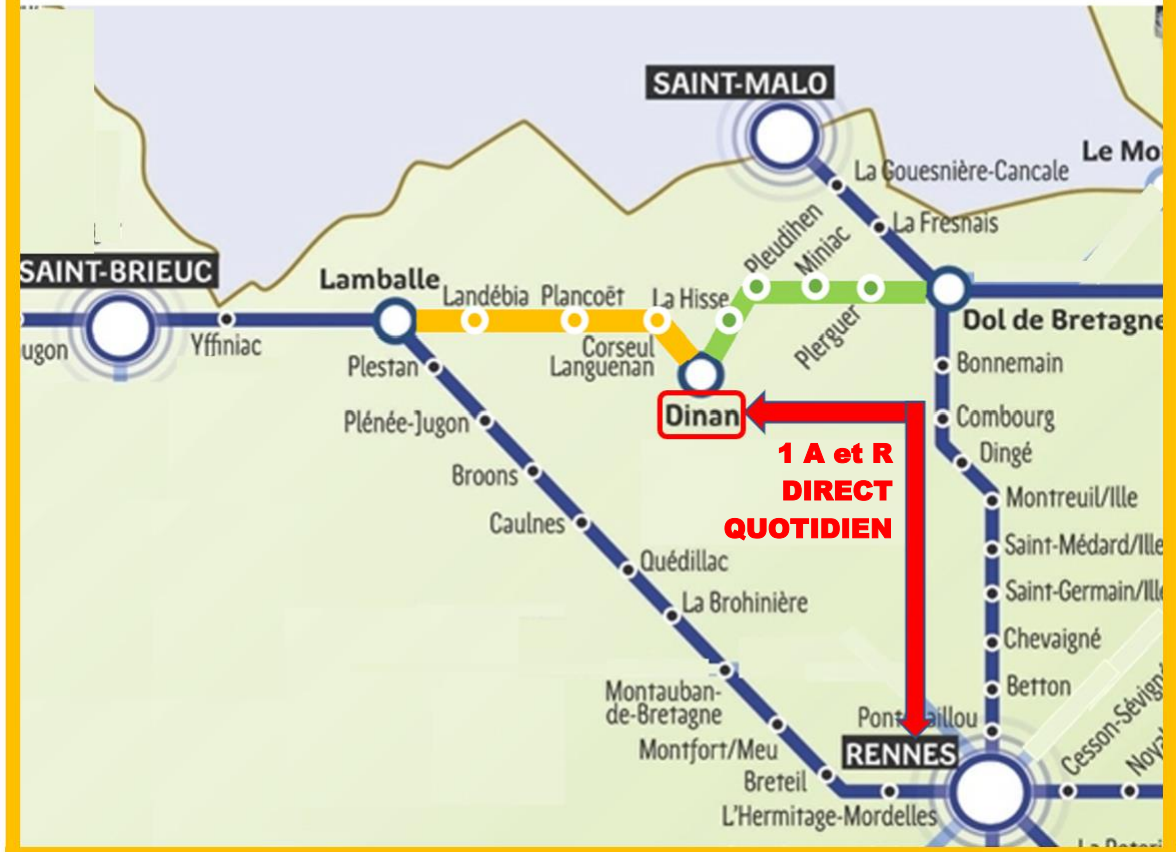 SAINT-MALO
Le Mo
La Gouesnière-Cancale
La Fresnais
Pleudihen
Miniac
SAINT-BRIEUC
Lamballe
Landébia
Plancoët
La Hisse
Plerguer
Dol de Bretagne
ugon
Yffiniac
Corseul
Languenan
Plestan
Bonnemain
Dinan
Plénée-Jugon
Combourg
1 A et R
DIRECT
QUOTIDIEN
Dingé
Broons
Montreuil/Ille
Caulnes
Saint-Médard/Ille
Quédillac
Saint-Germain/Ille
La Brohinière
Chevaigné
Betton
Montauban-
de-Bretagne
Montfort/Meu
RENNES
Cesson-Sévigné
Breteil
L'Hermitage-Mordelles